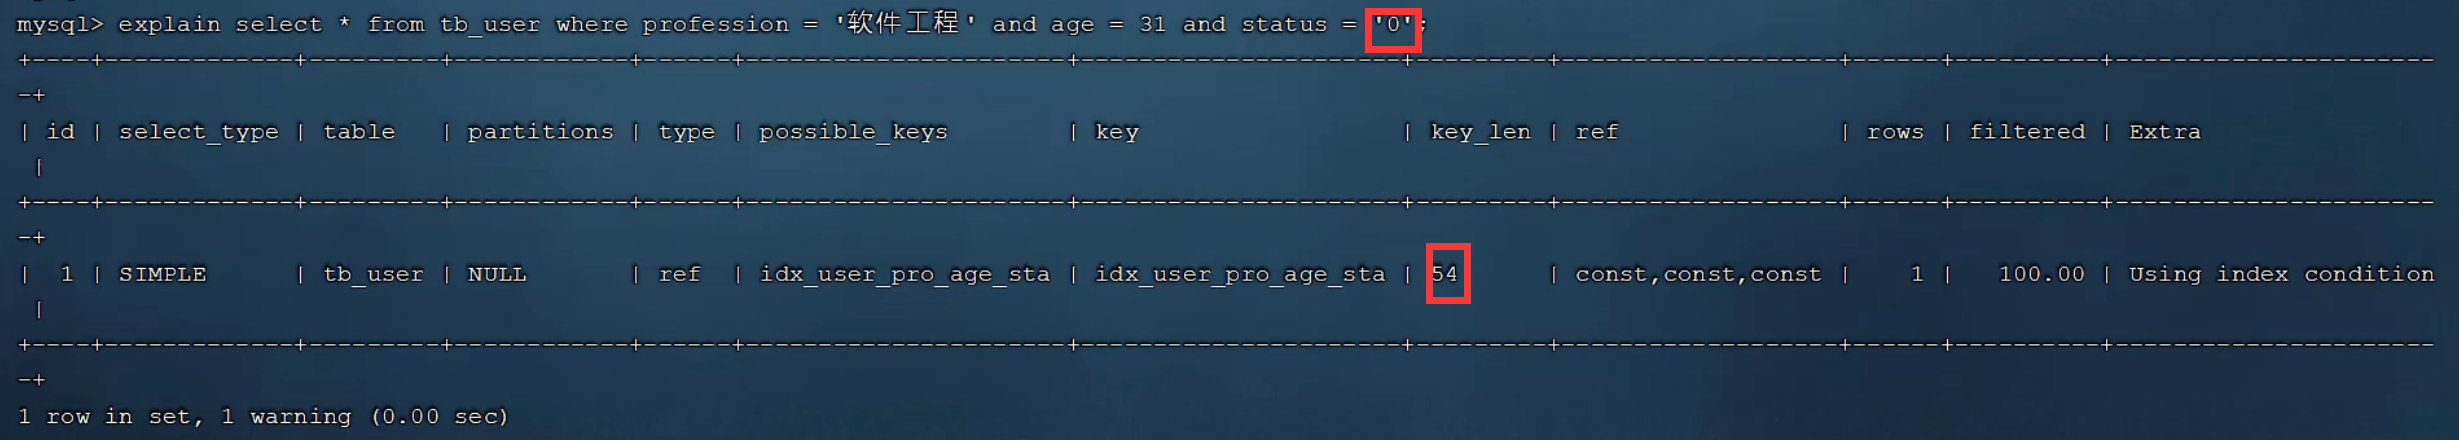 mysql> explain select * from tb_user where profession = '软件工程' and age = 31 and status = '0';
+----+-------------+---------+------------+------+----------------------+----------------------+---------+-------------------+------+----------+----------------------
-+
| id | select_type | table   | partitions | type | possible_keys        | key                  | key_len | ref               | rows | filtered | Extra
 |
+----+-------------+---------+------------+------+----------------------+----------------------+---------+-------------------+------+----------+----------------------
-+
|  1 | SIMPLE      | tb_user | NULL       | ref  | idx_user_pro_age_sta | idx_user_pro_age_sta | 54      | const,const,const |    1 |   100.00 | Using index condition
 |
+----+-------------+---------+------------+------+----------------------+----------------------+---------+-------------------+------+----------+----------------------
-+
1 row in set, 1 warning (0.00 sec)